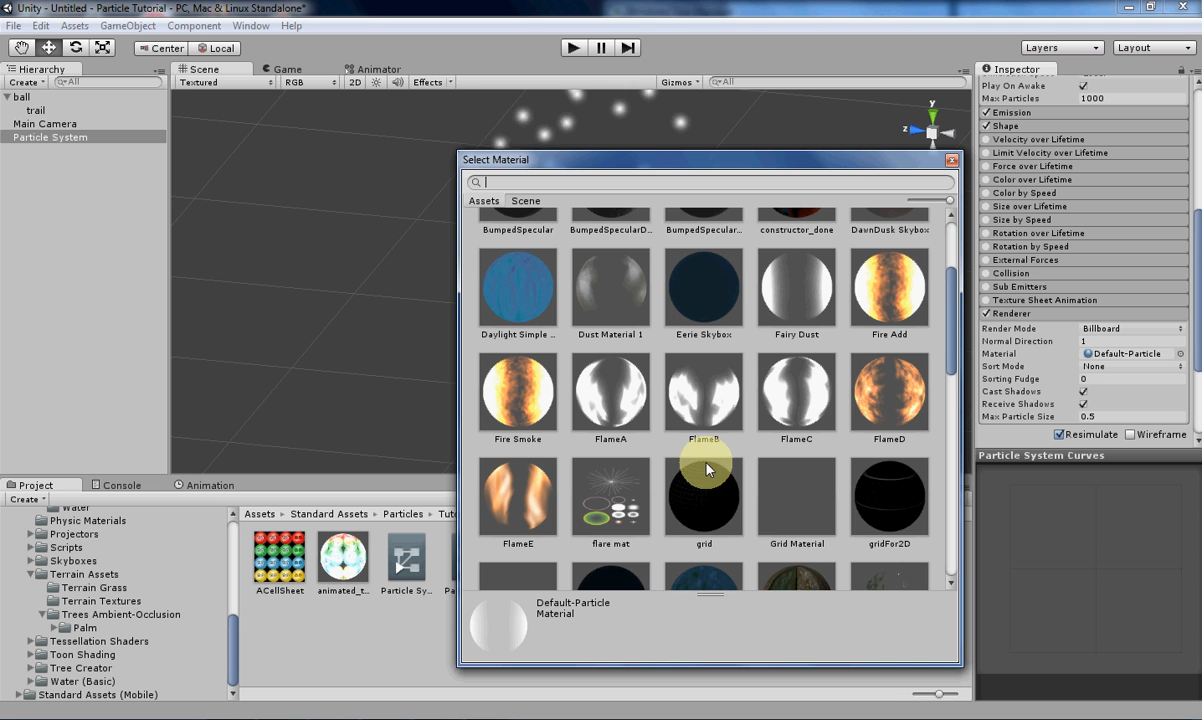 Unity - Untitled - Particle Tutorial - PC, Mac & Linux Standalone*
File Edit Assets GameObject Component Window Help
Center Local Layers Layout
Hierarchy
Create All
ball
trail
Main Camera
Particle System
Scene Game Animator
Textured RGB 2D Effects Gizmos All
y
z
Select Material
Assets Scene
BumpedSpecular BumpedSpecularD... BumpedSpecular... constructor_done DawnDusk Skybox
Daylight Simple .. Dust Material 1 Eerie Skybox Fairy Dust Fire Add
Fire Smoke FlameA FlameB FlameC FlameD
FlameE flare mat grid Grid Material gridFor2D
Default-Particle
Material
Inspector
Play On Awake
Max Particles 1000
Emission
Shape
Velocity over Lifetime
Limit Velocity over Lifetime
Force over Lifetime
Color over Lifetime
Color by Speed
Size over Lifetime
Size by Speed
Rotation over Lifetime
Rotation by Speed
External Forces
Collision
Sub Emitters
Texture Sheet Animation
Renderer
Render Mode Billboard
Normal Direction 1
Material Default-Particle
Sort Mode None
Sorting Fudge 0
Cast Shadows
Receive Shadows
Max Particle Size 0.5
Resimulate Wireframe
Particle System Curves
Project Console Animation
Create
Water
Physic Materials
Projectors
Scripts
Skyboxes
Terrain Assets
Terrain Grass
Terrain Textures
Trees Ambient-Occlusion
Palm
Tessellation Shaders
Toon Shading
Tree Creator
Water (Basic)
Standard Assets (Mobile)
Assets Standard Assets Particles
ACellSheet animated_t... Particle Sy...